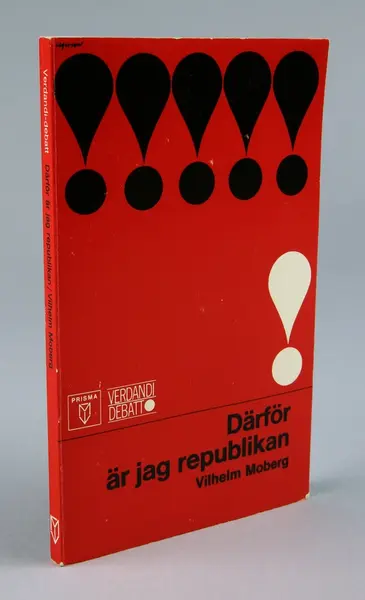 Verdandi-debatt Därför är jag republikan/Vilhelm Moberg
PRISMA
VERDANDI
DEBATT
Därför
är jag republikan
Vilhelm Moberg